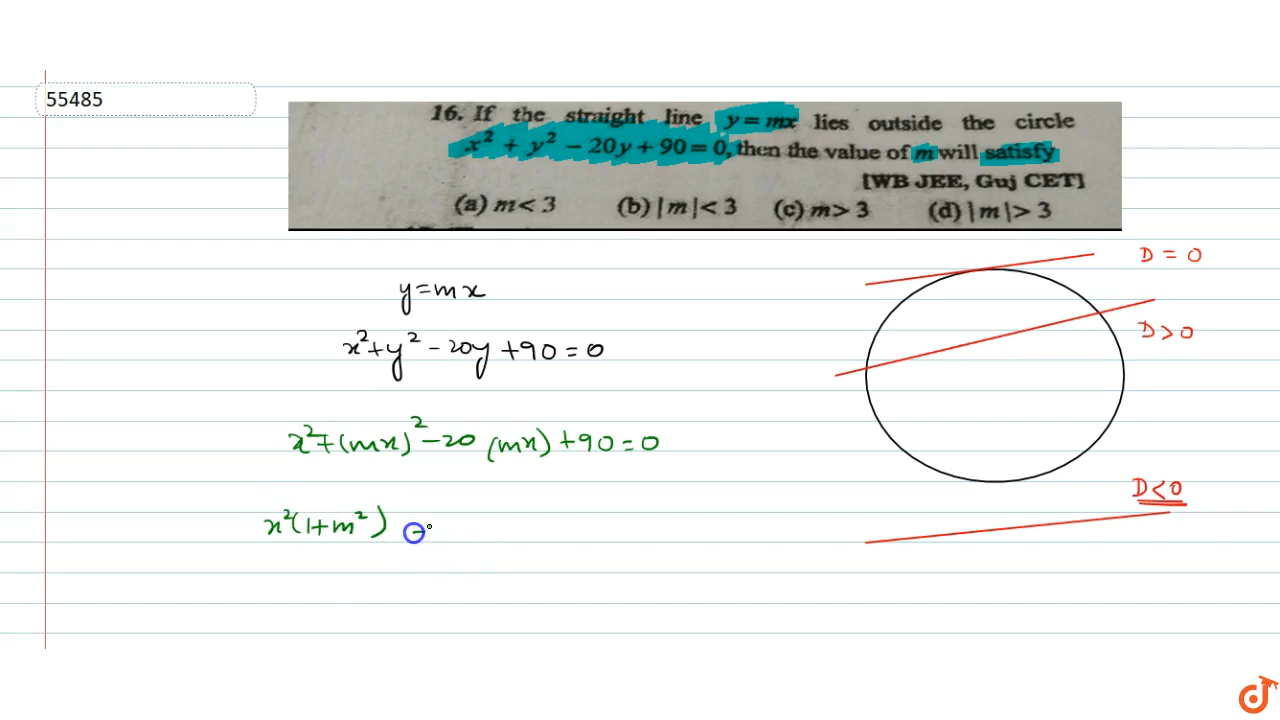 55485
16. If the straight line y = mx lies outside the circle
x² + y² − 20y + 90 = 0, then the value of m will satisfy
[WB JEE, Guj CET]
(a) m < 3 (b) |m| < 3 (c) m > 3 (d) |m| > 3
D = 0
y = mx
D > 0
x² + y² − 20y + 90 = 0
x² + (mx)² − 20 (mx) + 90 = 0
D < 0
x² (1 + m²) −